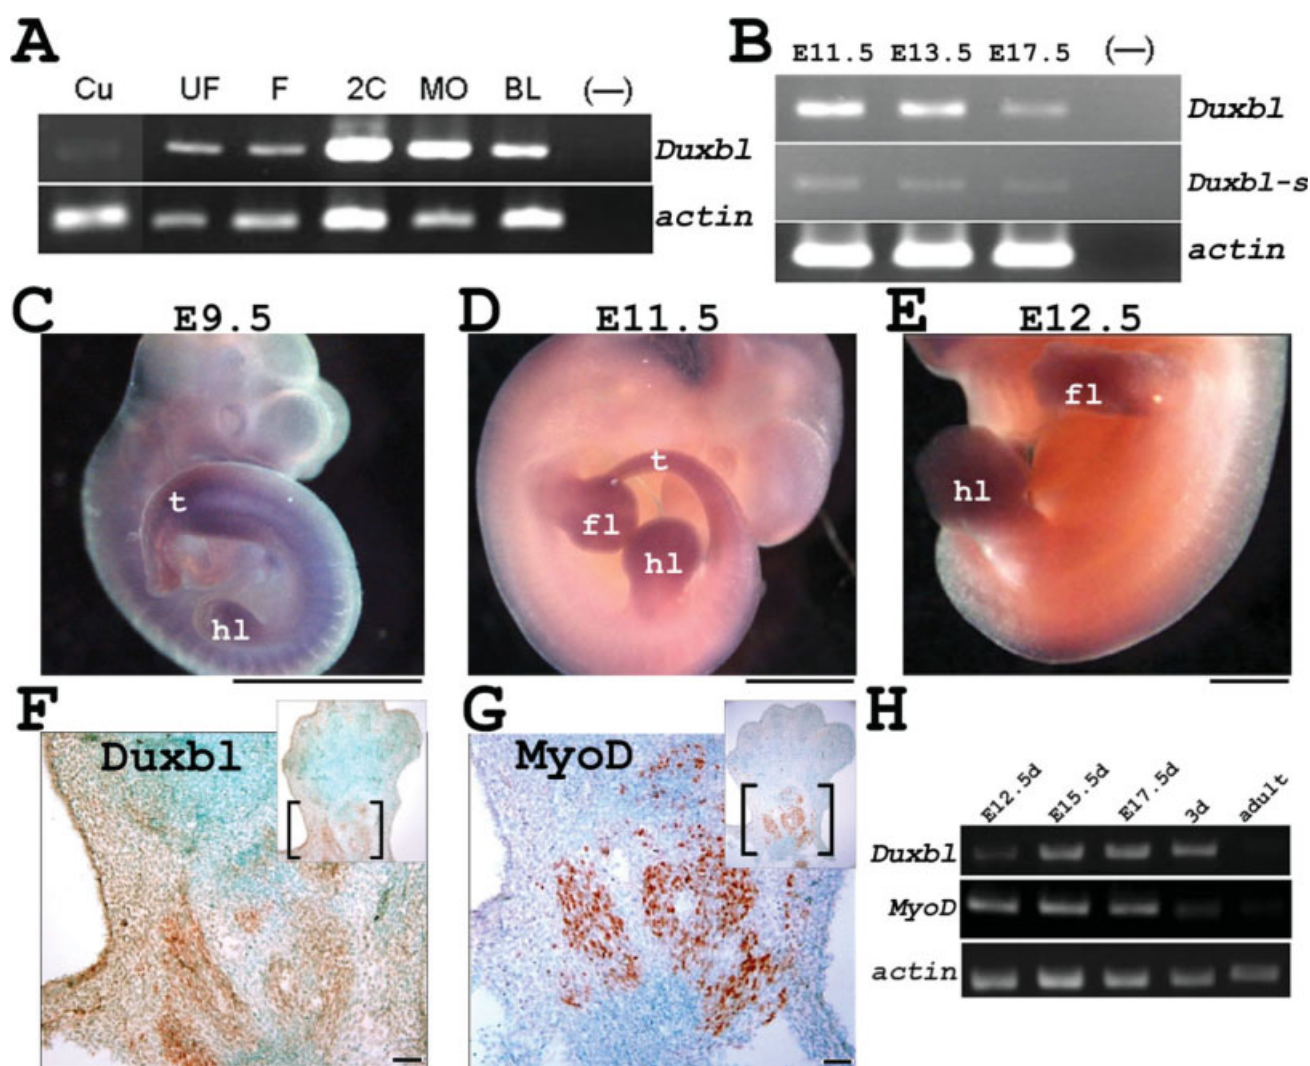 A
Cu UF F 2C MO BL (—)
Duxbl
actin
B
E11.5 E13.5 E17.5 (—)
Duxbl
Duxbl-s
actin
C E9.5
t
hl
D E11.5
t
fl
hl
E E12.5
fl
hl
F
Duxbl
G
MyoD
H
E12.5d E15.5d E17.5d 3d adult
Duxbl
MyoD
actin